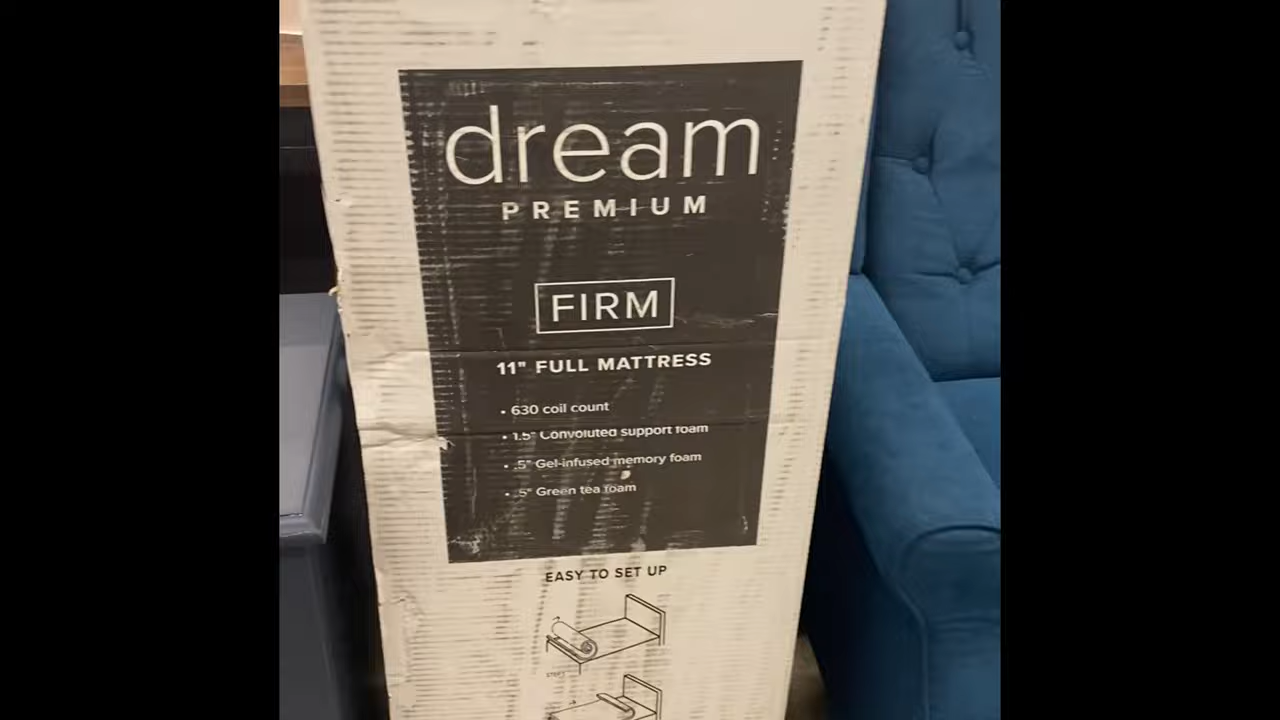 dream
PREMIUM
FIRM
11" FULL MATTRESS
• 630 coil count
• 1.5" Convoluted support foam
• .5" Gel-infused memory foam
• .5" Green tea foam
EASY TO SET UP